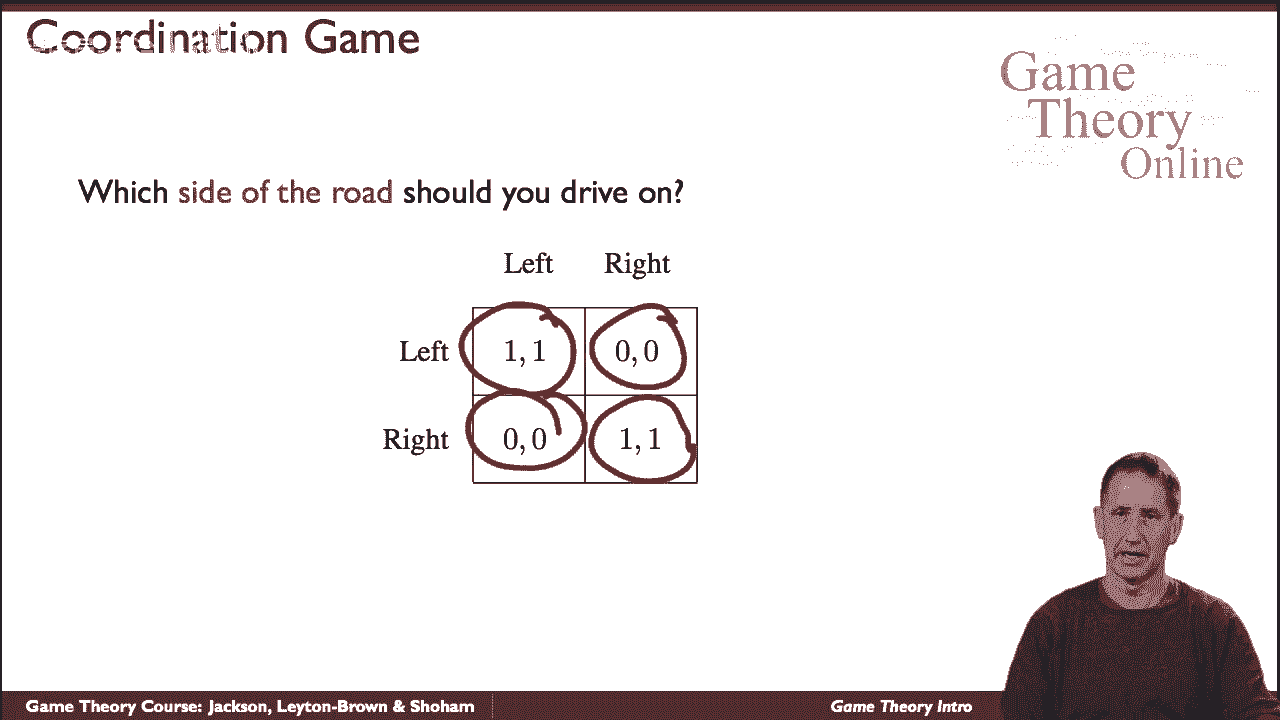 Coordination Game
Game
Theory
Online
Which side of the road should you drive on?
Left Right
Left 1, 1 0, 0
Right 0, 0 1, 1
Game Theory Course: Jackson, Leyton-Brown & Shoham
Game Theory Intro